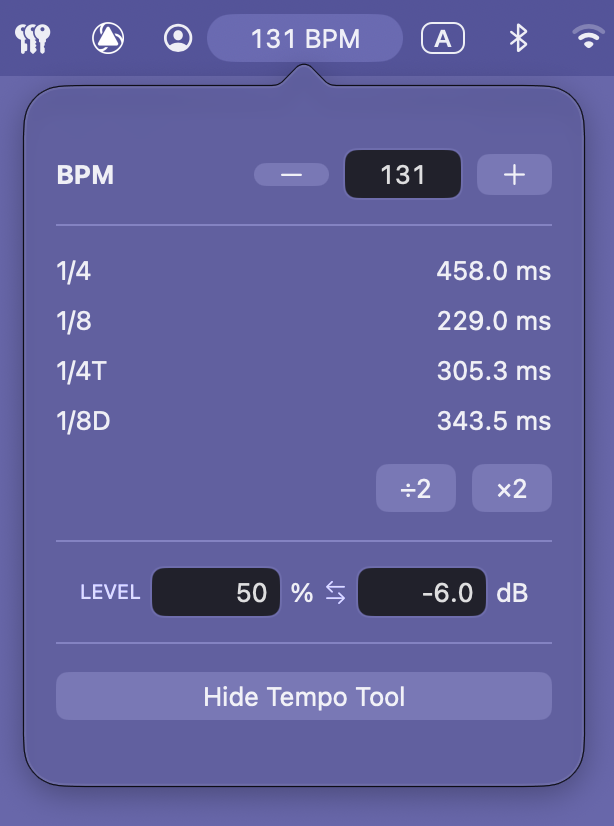 131 BPM A
BPM — 131 +
1/4 458.0 ms
1/8 229.0 ms
1/4T 305.3 ms
1/8D 343.5 ms
÷2 ×2
LEVEL 50 % ⇆ -6.0 dB
Hide Tempo Tool